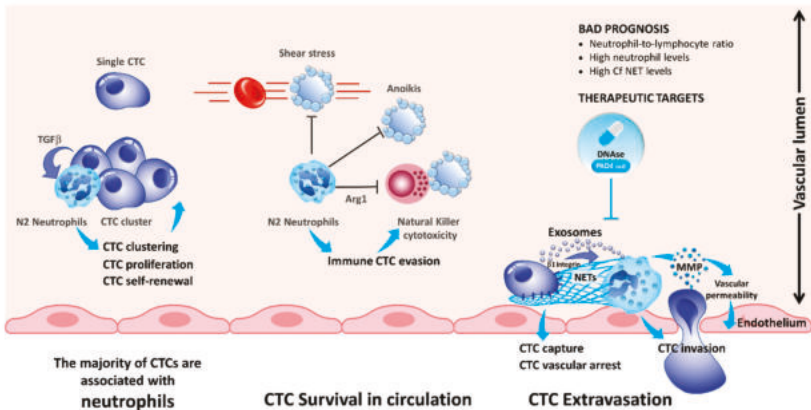 Single CTC
TGFβ
N2 Neutrophils
CTC cluster
CTC clustering
CTC proliferation
CTC self-renewal
The majority of CTCs are
associated with
neutrophils
Shear stress
Anoikis
Arg1
N2 Neutrophils
Natural Killer
cytotoxicity
Immune CTC evasion
CTC Survival in circulation
BAD PROGNOSIS
• Neutrophil-to-lymphocyte ratio
• High neutrophil levels
• High Cf NET levels
THERAPEUTIC TARGETS
DNAse
PAD4
Exosomes
β1 Integrin
NETs
MMP
Vascular
permeability
Endothelium
CTC capture
CTC vascular arrest
CTC invasion
CTC Extravasation
Vascular lumen